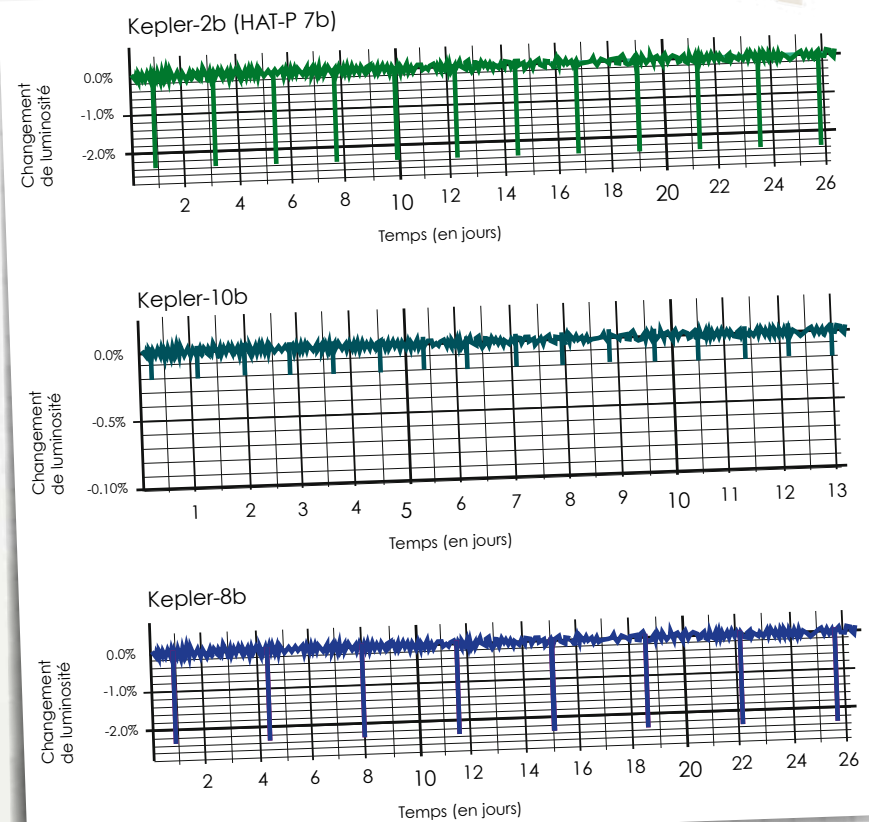 Kepler-2b (HAT-P 7b)
Changement
de luminosité
0.0%
-1.0%
-2.0%
2 4 6 8 10 12 14 16 18 20 22 24 26
Temps (en jours)
Kepler-10b
Changement
de luminosité
0.0%
-0.5%
-0.10%
1 2 3 4 5 6 7 8 9 10 11 12 13
Temps (en jours)
Kepler-8b
Changement
de luminosité
0.0%
-1.0%
-2.0%
2 4 6 8 10 12 14 16 18 20 22 24 26
Temps (en jours)